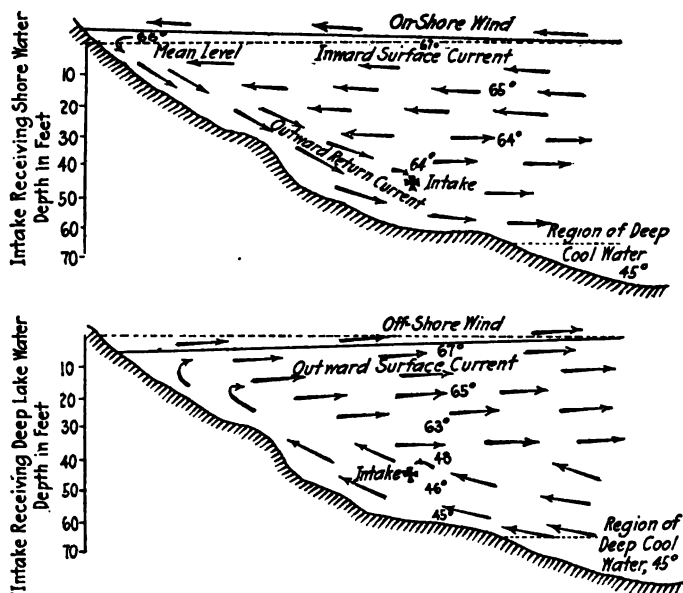 On-Shore Wind
66°
Mean Level
67°
Inward Surface Current
10
20
30
40
50
60
70
65°
64°
64°
Outward Return Current
Intake
Region of Deep
Cool Water
45°
Intake Receiving Shore Water
Depth in Feet
Off-Shore Wind
67°
Outward Surface Current
10
20
30
40
50
60
70
65°
63°
48
Intake
46°
45°
Region of
Deep Cool
Water, 45°
Intake Receiving Deep Lake Water
Depth in Feet